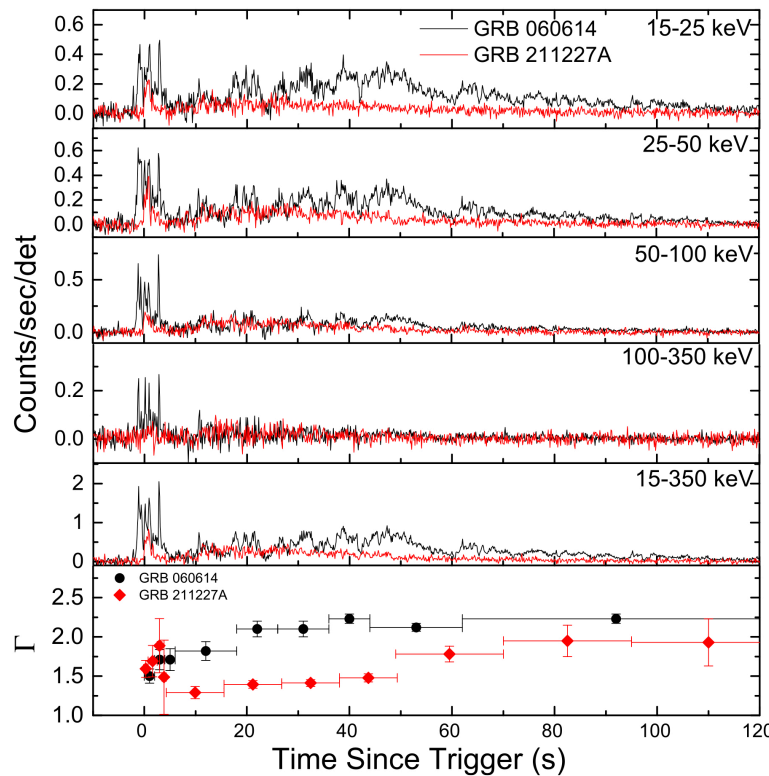 GRB 060614
GRB 211227A
15-25 keV
0.6
0.4
0.2
0.0
25-50 keV
0.6
0.4
0.2
0.0
50-100 keV
0.5
0.0
100-350 keV
0.2
0.0
15-350 keV
2
1
0
Counts/sec/det
GRB 060614
GRB 211227A
2.5
2.0
1.5
1.0
Γ
0 20 40 60 80 100 120
Time Since Trigger (s)